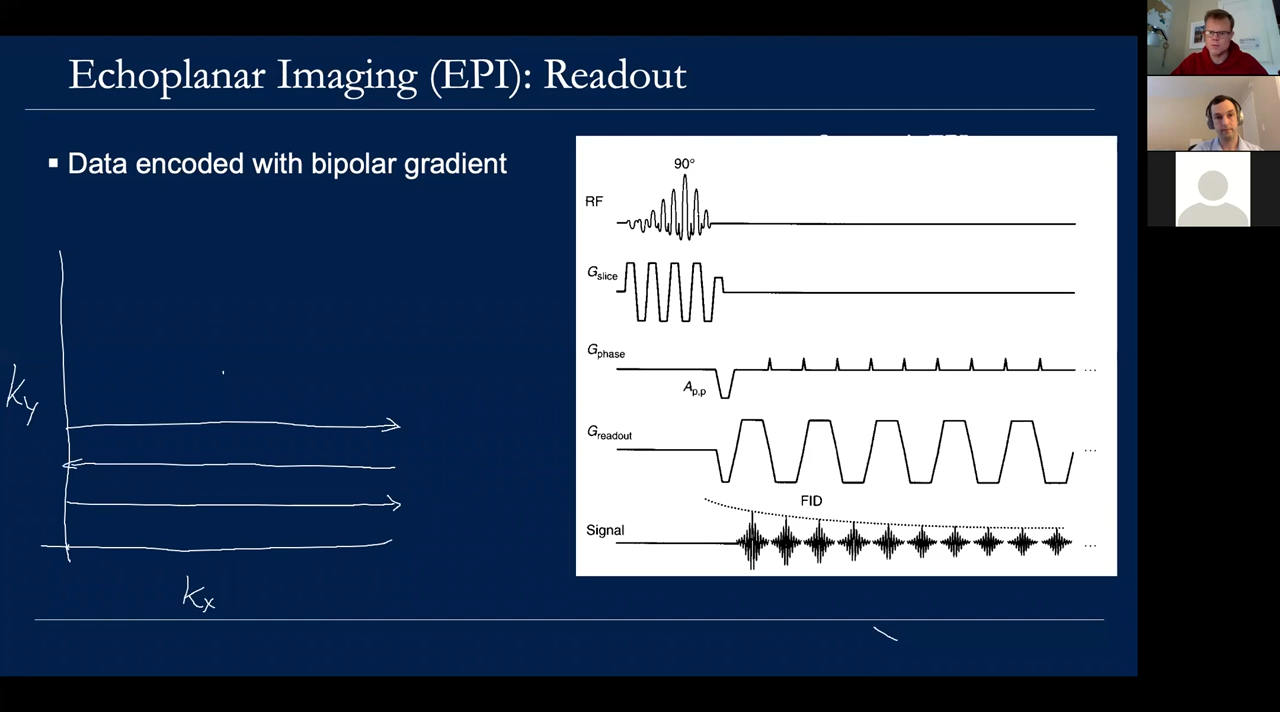 Echoplanar Imaging (EPI): Readout
▪ Data encoded with bipolar gradient
90°
RF
Gslice
Gphase
Ap,p
...
Greadout
...
FID
Signal
...
ky
kx